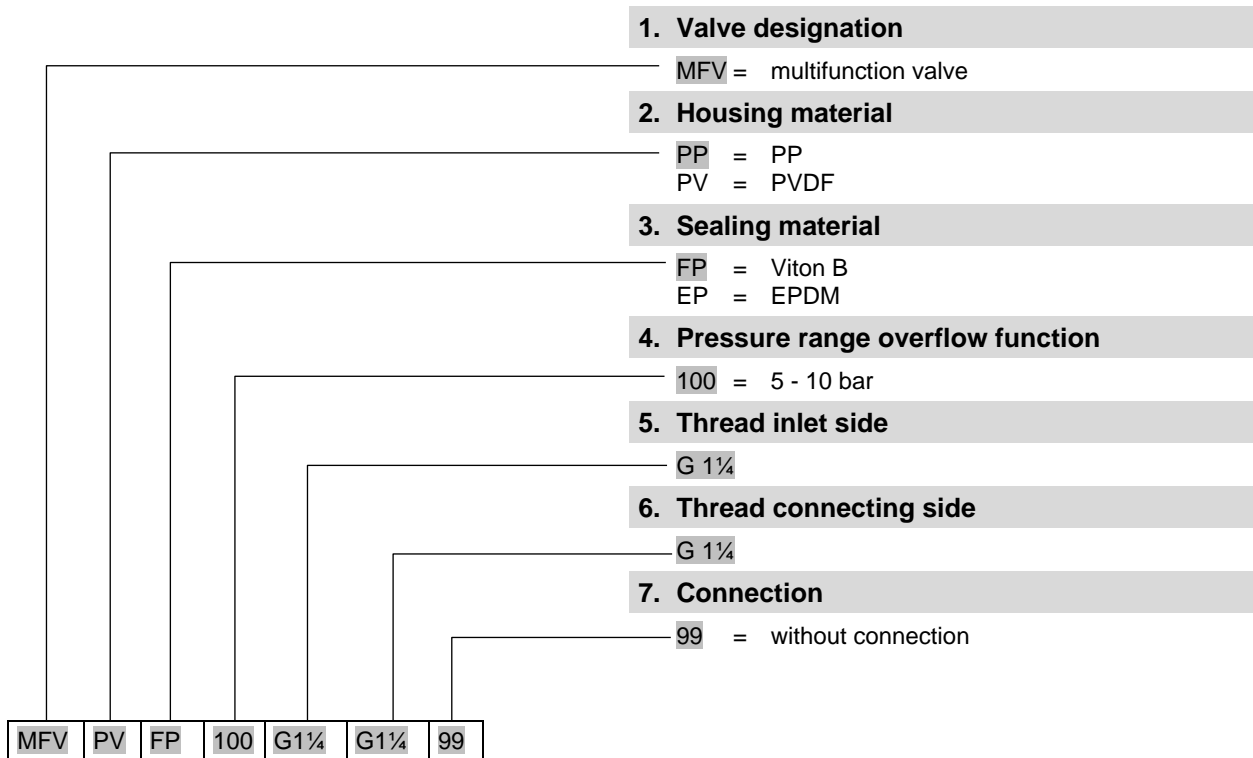 1. Valve designation
MFV = multifunction valve
2. Housing material
PP = PP
PV = PVDF
3. Sealing material
FP = Viton B
EP = EPDM
4. Pressure range overflow function
100 = 5 - 10 bar
5. Thread inlet side
G 1¼
6. Thread connecting side
G 1¼
7. Connection
99 = without connection
MFV PV FP 100 G1¼ G1¼ 99